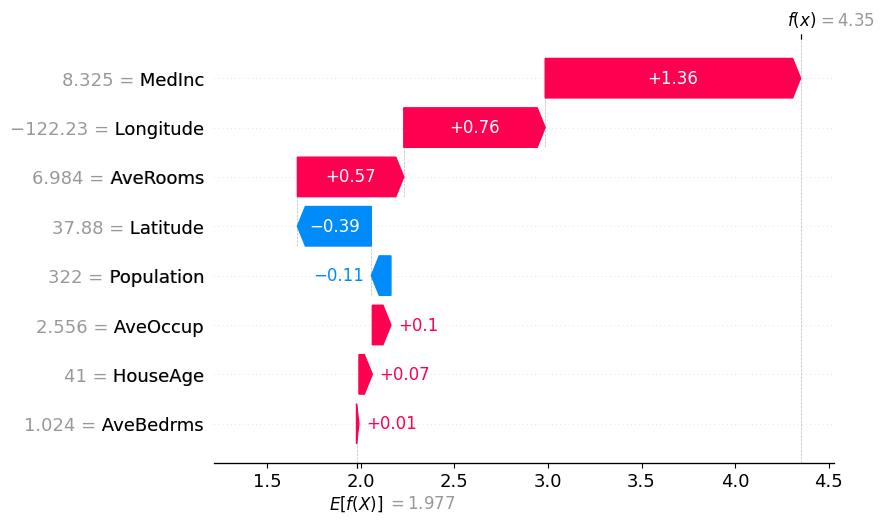 f(x) = 4.35
8.325 = MedInc +1.36
−122.23 = Longitude +0.76
6.984 = AveRooms +0.57
37.88 = Latitude −0.39
322 = Population −0.11
2.556 = AveOccup +0.1
41 = HouseAge +0.07
1.024 = AveBedrms +0.01
1.5 2.0 2.5 3.0 3.5 4.0 4.5
E[f(X)] = 1.977